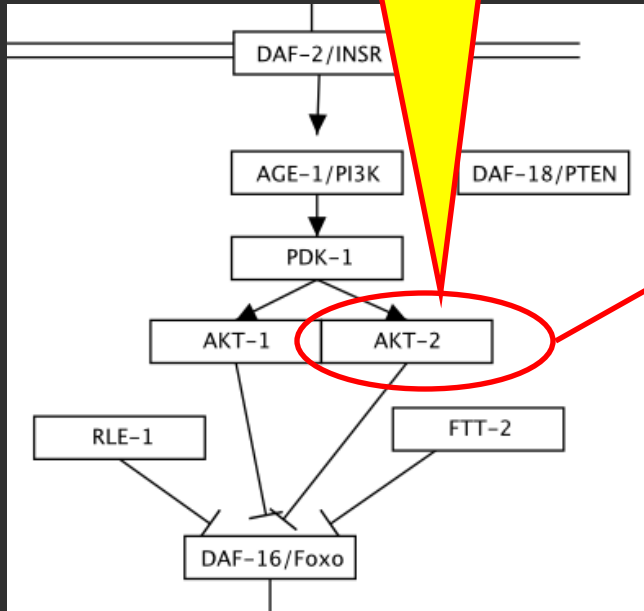 DAF-2/INSR
AGE-1/PI3K
DAF-18/PTEN
PDK-1
AKT-1
AKT-2
RLE-1
FTT-2
DAF-16/Foxo